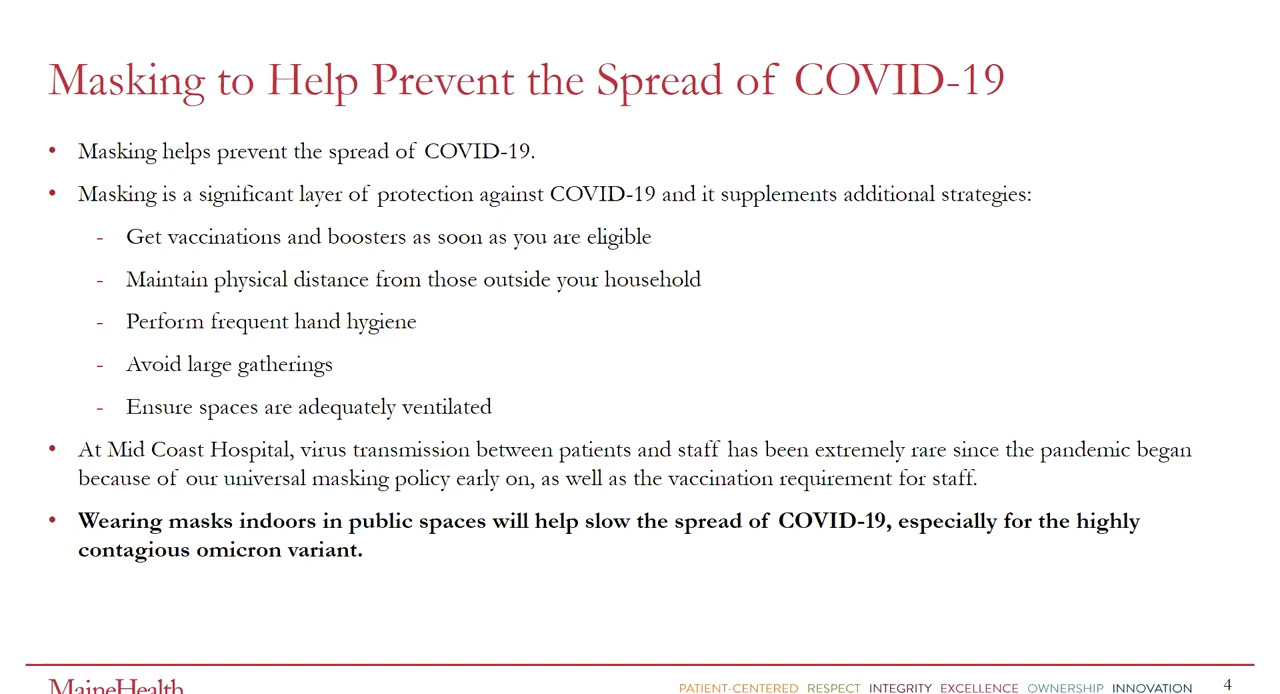 Masking to Help Prevent the Spread of COVID-19
• Masking helps prevent the spread of COVID-19.
• Masking is a significant layer of protection against COVID-19 and it supplements additional strategies:
- Get vaccinations and boosters as soon as you are eligible
- Maintain physical distance from those outside your household
- Perform frequent hand hygiene
- Avoid large gatherings
- Ensure spaces are adequately ventilated
• At Mid Coast Hospital, virus transmission between patients and staff has been extremely rare since the pandemic began
because of our universal masking policy early on, as well as the vaccination requirement for staff.
• Wearing masks indoors in public spaces will help slow the spread of COVID-19, especially for the highly
contagious omicron variant.
MaineHealth
PATIENT-CENTERED RESPECT INTEGRITY EXCELLENCE OWNERSHIP INNOVATION 4